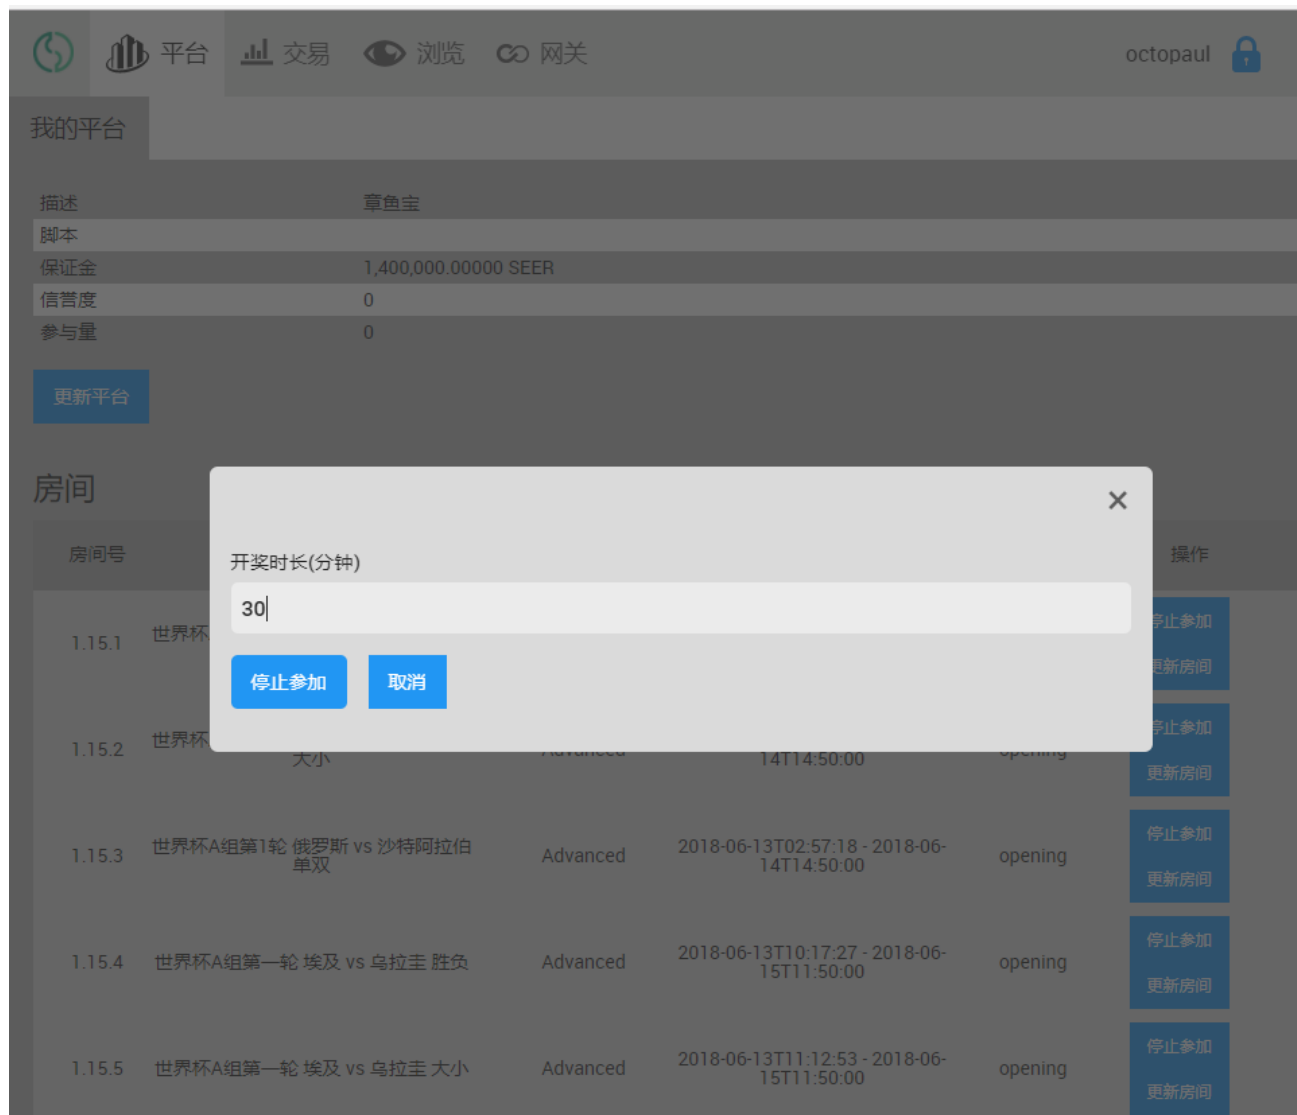 平台 交易 浏览 网关 octopaul
我的平台
描述 章鱼宝
脚本
保证金 1,400,000.00000 SEER
信誉度 0
参与量 0
更新平台
房间
房间号 操作
开奖时长(分钟)
30
停止参加 取消
1.15.1 世界杯 停止参加
更新房间
1.15.2 世界杯
大小 Advanced 14T14:50:00 opening 停止参加
更新房间
1.15.3 世界杯A组第1轮 俄罗斯 vs 沙特阿拉伯
单双 Advanced 2018-06-13T02:57:18 - 2018-06-
14T14:50:00 opening 停止参加
更新房间
1.15.4 世界杯A组第一轮 埃及 vs 乌拉圭 胜负 Advanced 2018-06-13T10:17:27 - 2018-06-
15T11:50:00 opening 停止参加
更新房间
1.15.5 世界杯A组第一轮 埃及 vs 乌拉圭 大小 Advanced 2018-06-13T11:12:53 - 2018-06-
15T11:50:00 opening 停止参加
更新房间